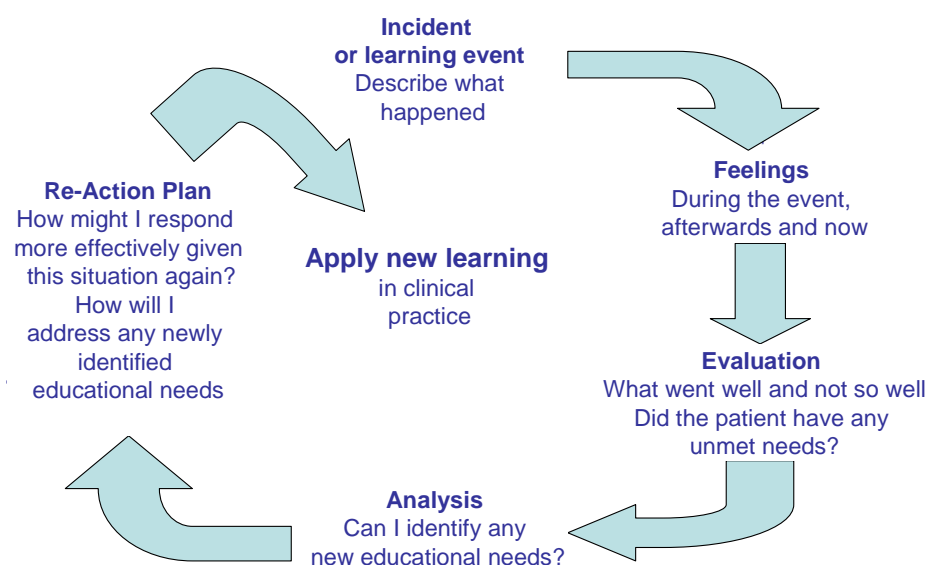 Incident
or learning event
Describe what
happened
Feelings
During the event,
afterwards and now
Evaluation
What went well and not so well
Did the patient have any
unmet needs?
Analysis
Can I identify any
new educational needs?
Re-Action Plan
How might I respond
more effectively given
this situation again?
How will I
address any newly
identified
educational needs
Apply new learning
in clinical
practice